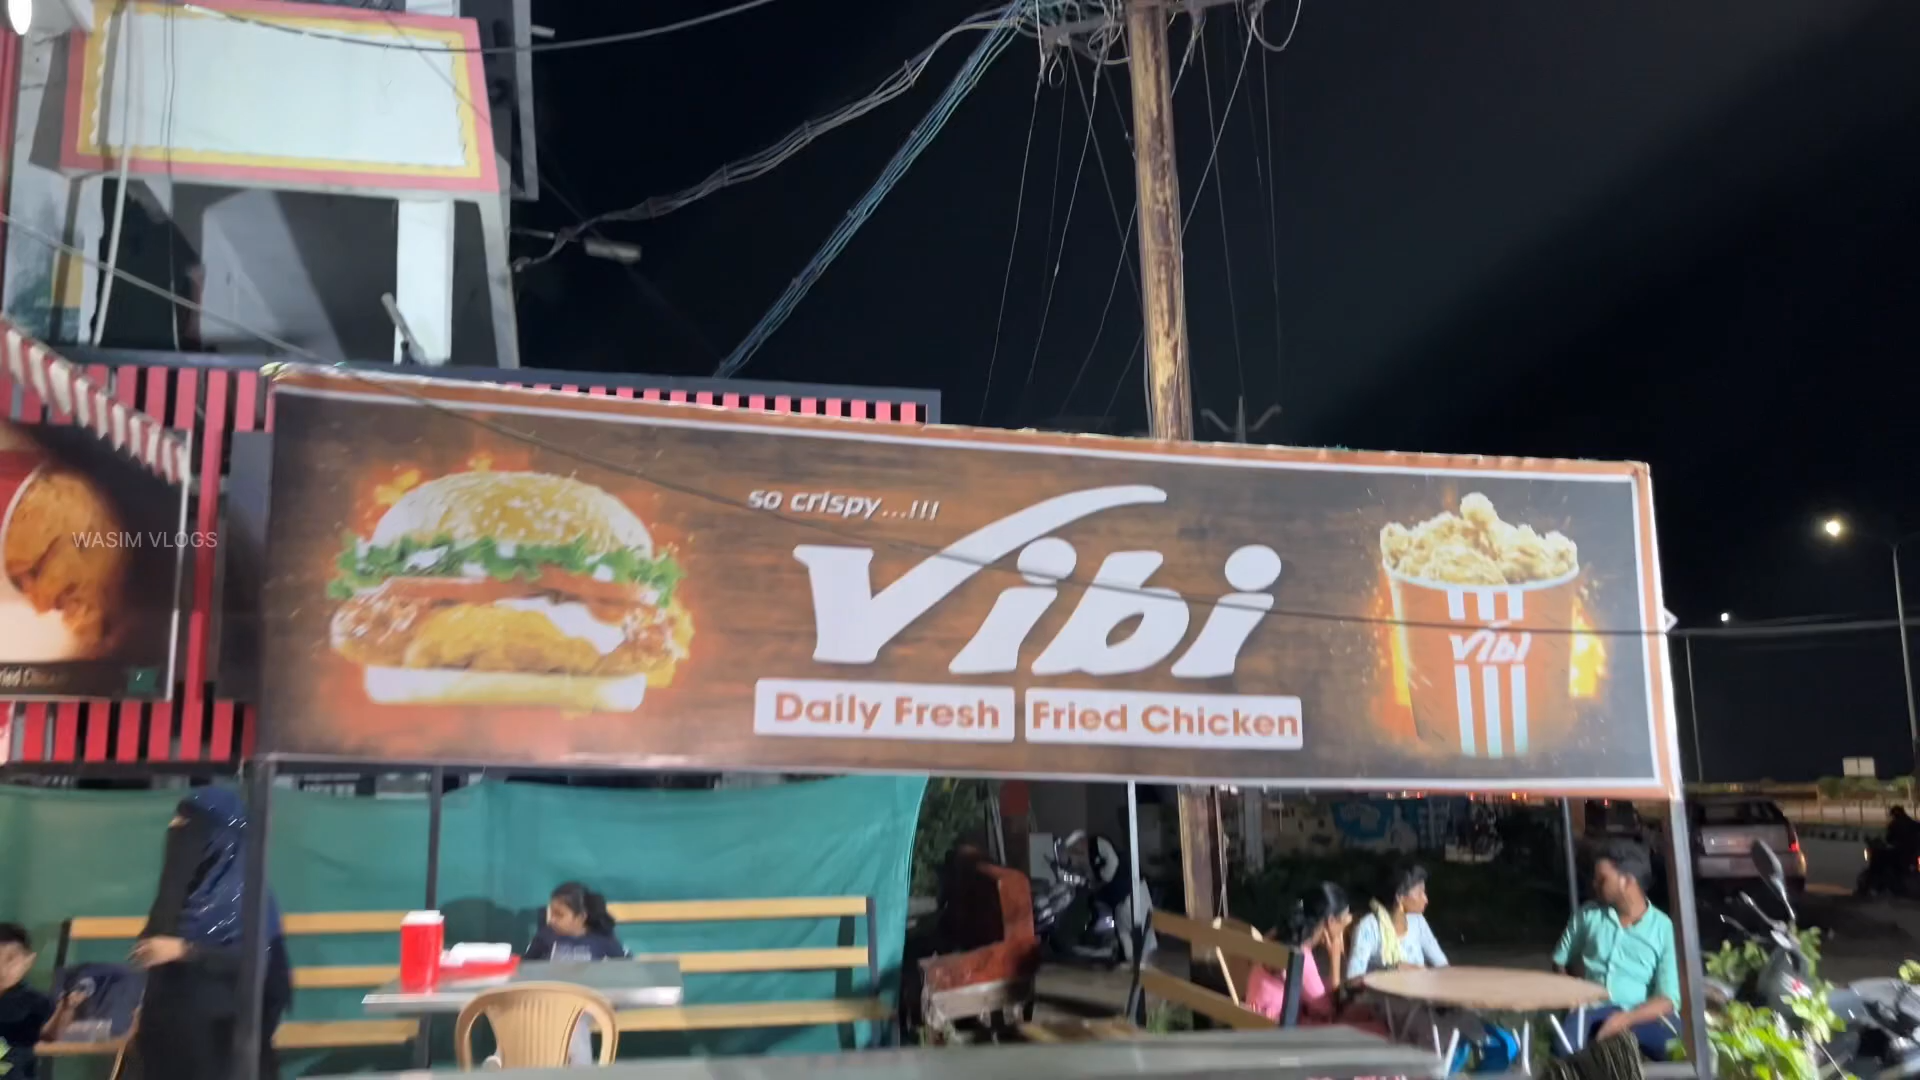 so crispy...!!!
Vibi
Daily Fresh Fried Chicken
Vibi
WASIM VLOGS